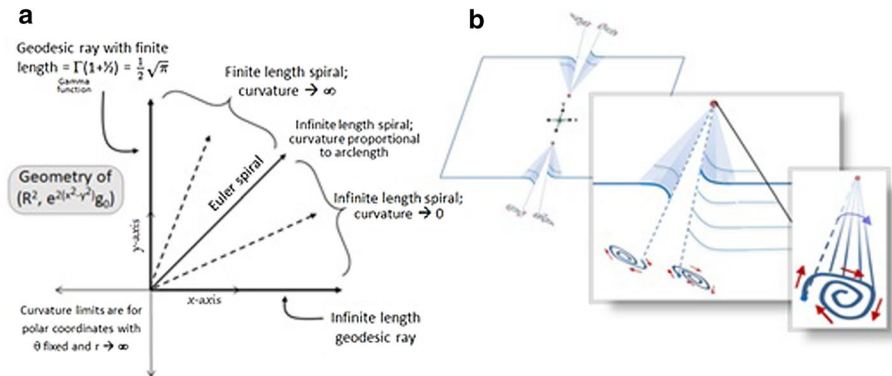 a
Geodesic ray with finite
length = Γ(1+½) = ½√π
Gamma
function
Finite length spiral;
curvature → ∞
Infinite length spiral;
curvature proportional
to arclength
Geometry of
(R², e^{2(x²-y²)}g₀)
Euler spiral
Infinite length spiral;
curvature → 0
y-axis
x-axis
Curvature limits are for
polar coordinates with
θ fixed and r → ∞
Infinite length
geodesic ray
b